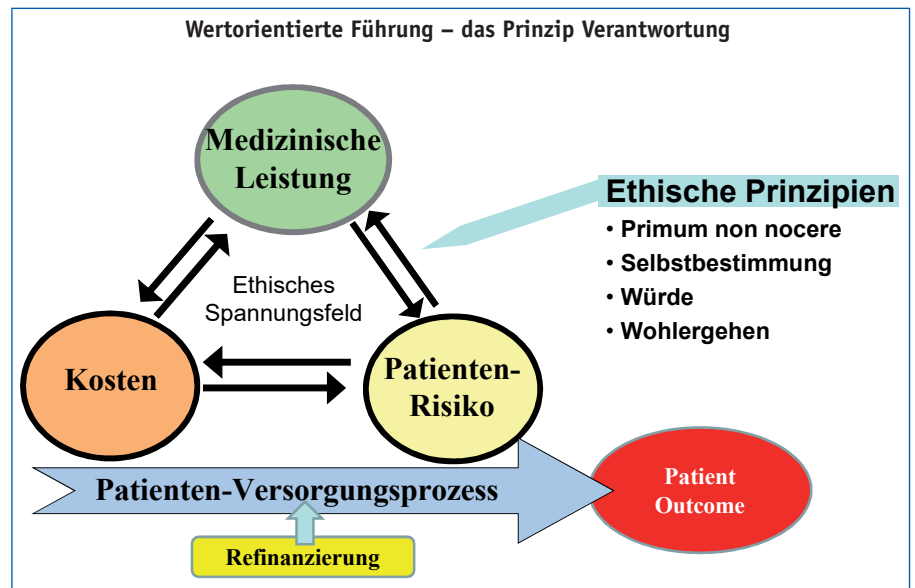 Wertorientierte Führung – das Prinzip Verantwortung
Medizinische
Leistung
Ethische Prinzipien
• Primum non nocere
• Selbstbestimmung
• Würde
• Wohlergehen
Ethisches
Spannungsfeld
Kosten
Patienten-
Risiko
Patienten-Versorgungsprozess
Patient
Outcome
Refinanzierung